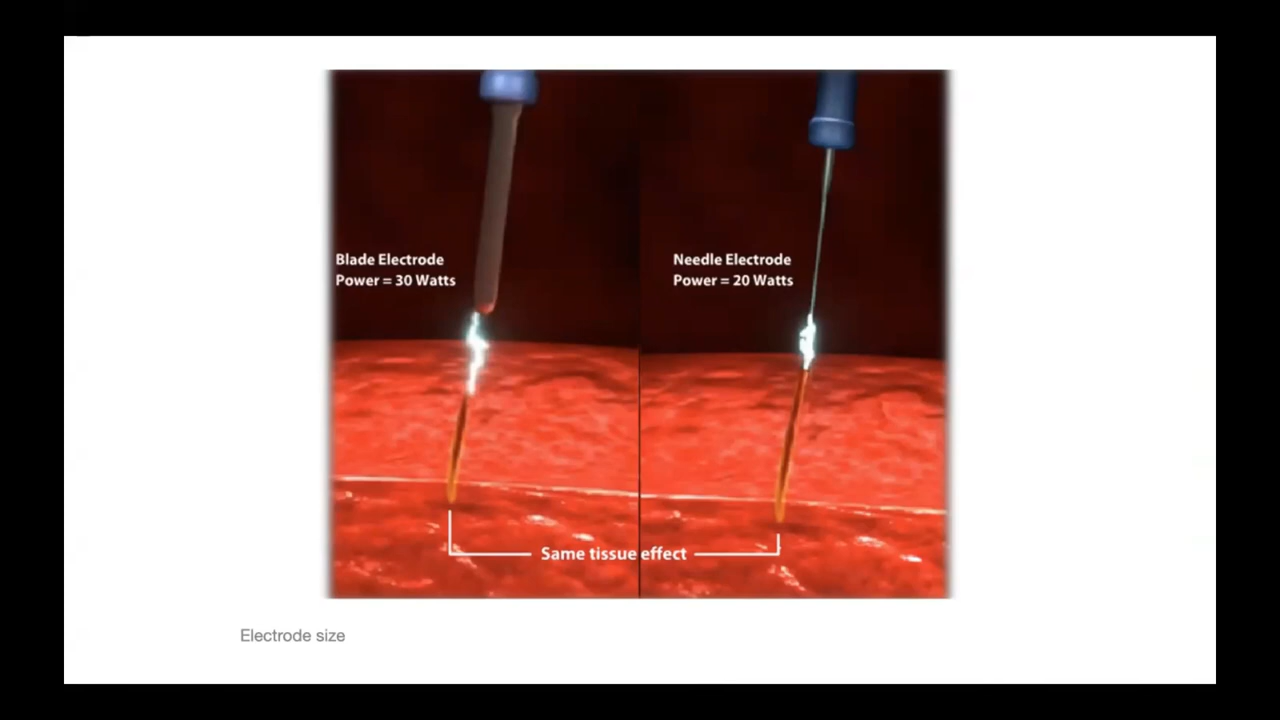 Blade Electrode
Power = 30 Watts
Needle Electrode
Power = 20 Watts
Same tissue effect
Electrode size